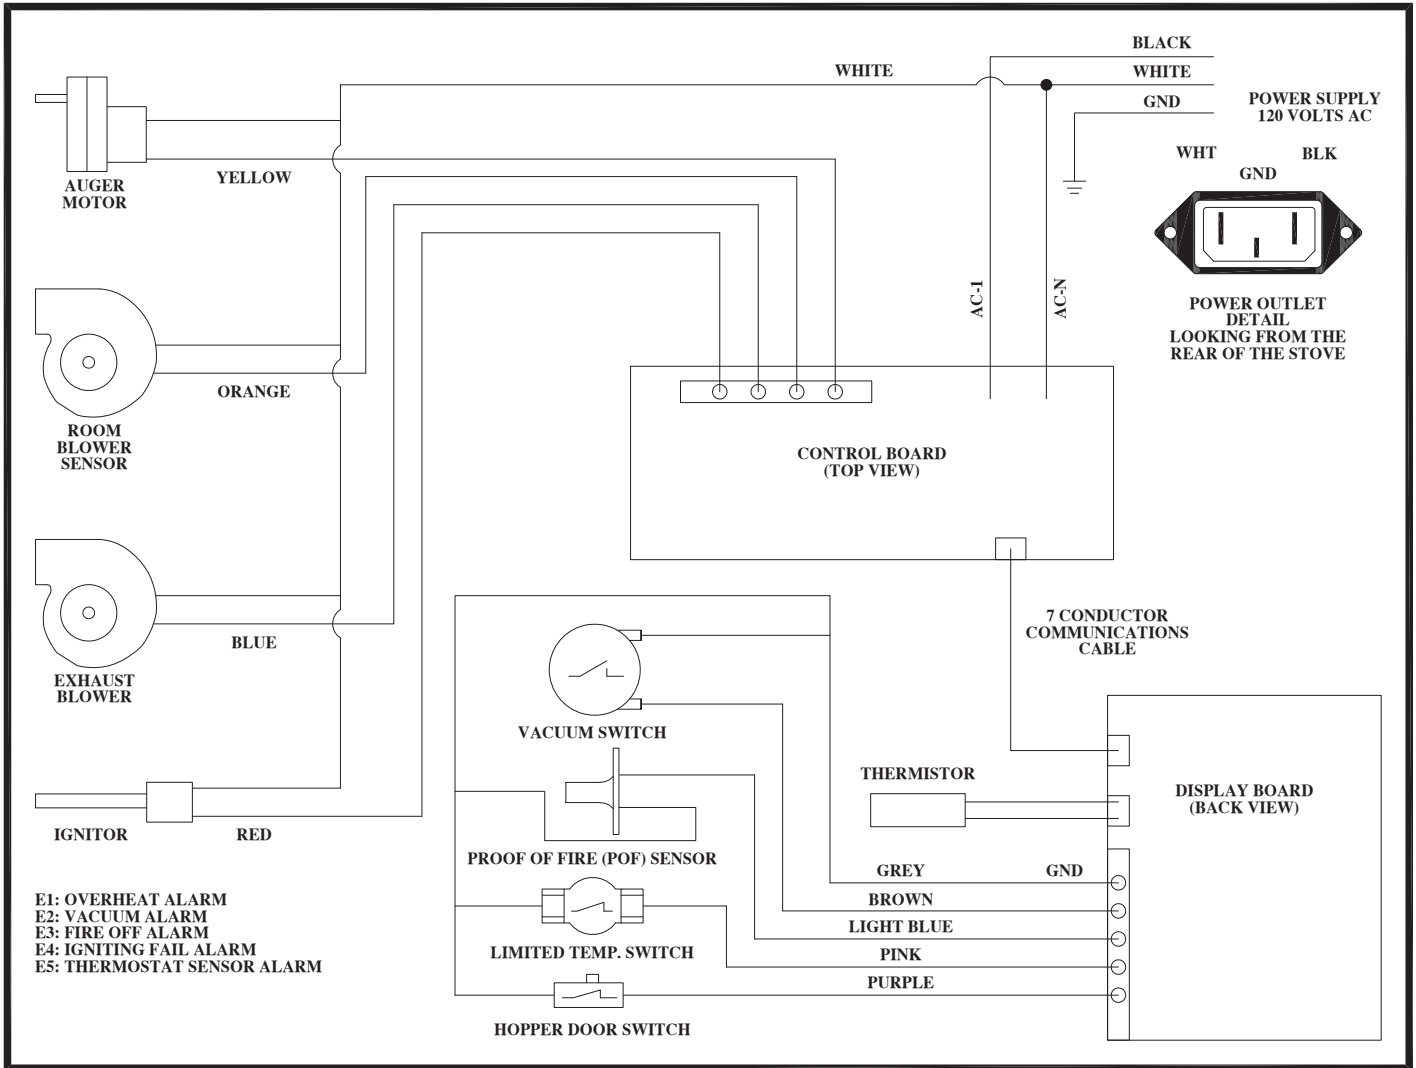 BLACK
WHITE
WHITE
GND
POWER SUPPLY
120 VOLTS AC
WHT
BLK
GND
POWER OUTLET
DETAIL
LOOKING FROM THE
REAR OF THE STOVE
AUGER
MOTOR
YELLOW
AC-1
AC-N
ORANGE
ROOM
BLOWER
SENSOR
CONTROL BOARD
(TOP VIEW)
BLUE
EXHAUST
BLOWER
7 CONDUCTOR
COMMUNICATIONS
CABLE
VACUUM SWITCH
THERMISTOR
DISPLAY BOARD
(BACK VIEW)
IGNITOR
RED
PROOF OF FIRE (POF) SENSOR
GREY
GND
BROWN
LIGHT BLUE
PINK
PURPLE
LIMITED TEMP. SWITCH
HOPPER DOOR SWITCH
E1: OVERHEAT ALARM
E2: VACUUM ALARM
E3: FIRE OFF ALARM
E4: IGNITING FAIL ALARM
E5: THERMOSTAT SENSOR ALARM